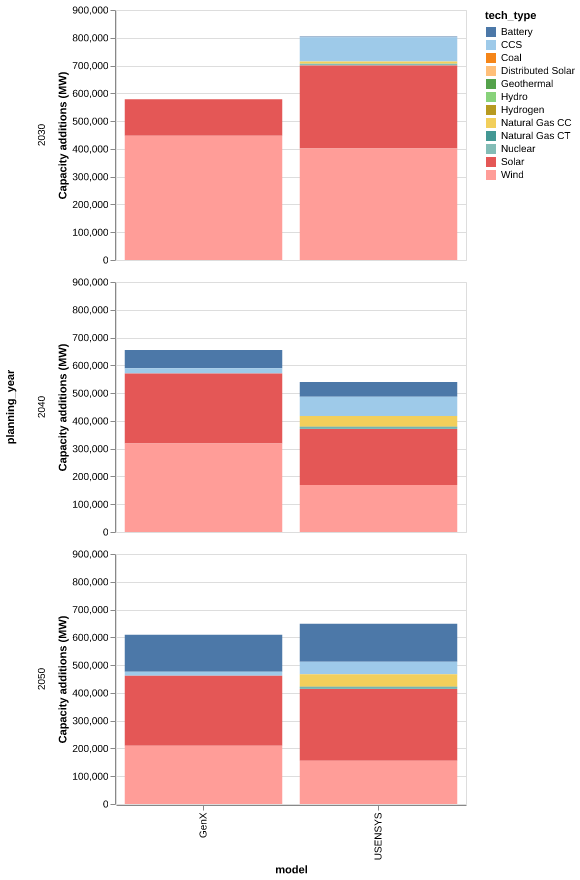 tech_type
Battery
CCS
Coal
Distributed Solar
Geothermal
Hydro
Hydrogen
Natural Gas CC
Natural Gas CT
Nuclear
Solar
Wind
planning_year
2030
Capacity additions (MW)
900,000
800,000
700,000
600,000
500,000
400,000
300,000
200,000
100,000
0
2040
Capacity additions (MW)
900,000
800,000
700,000
600,000
500,000
400,000
300,000
200,000
100,000
0
2050
Capacity additions (MW)
900,000
800,000
700,000
600,000
500,000
400,000
300,000
200,000
100,000
0
GenX
USENSYS
model